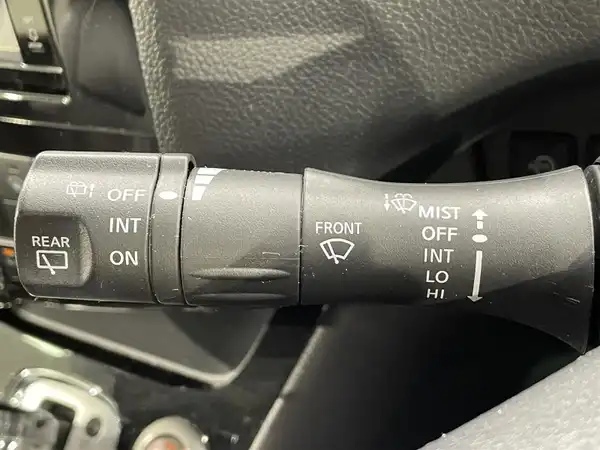 OFF
INT
ON
REAR
FRONT
MIST
OFF
INT
LO
HI